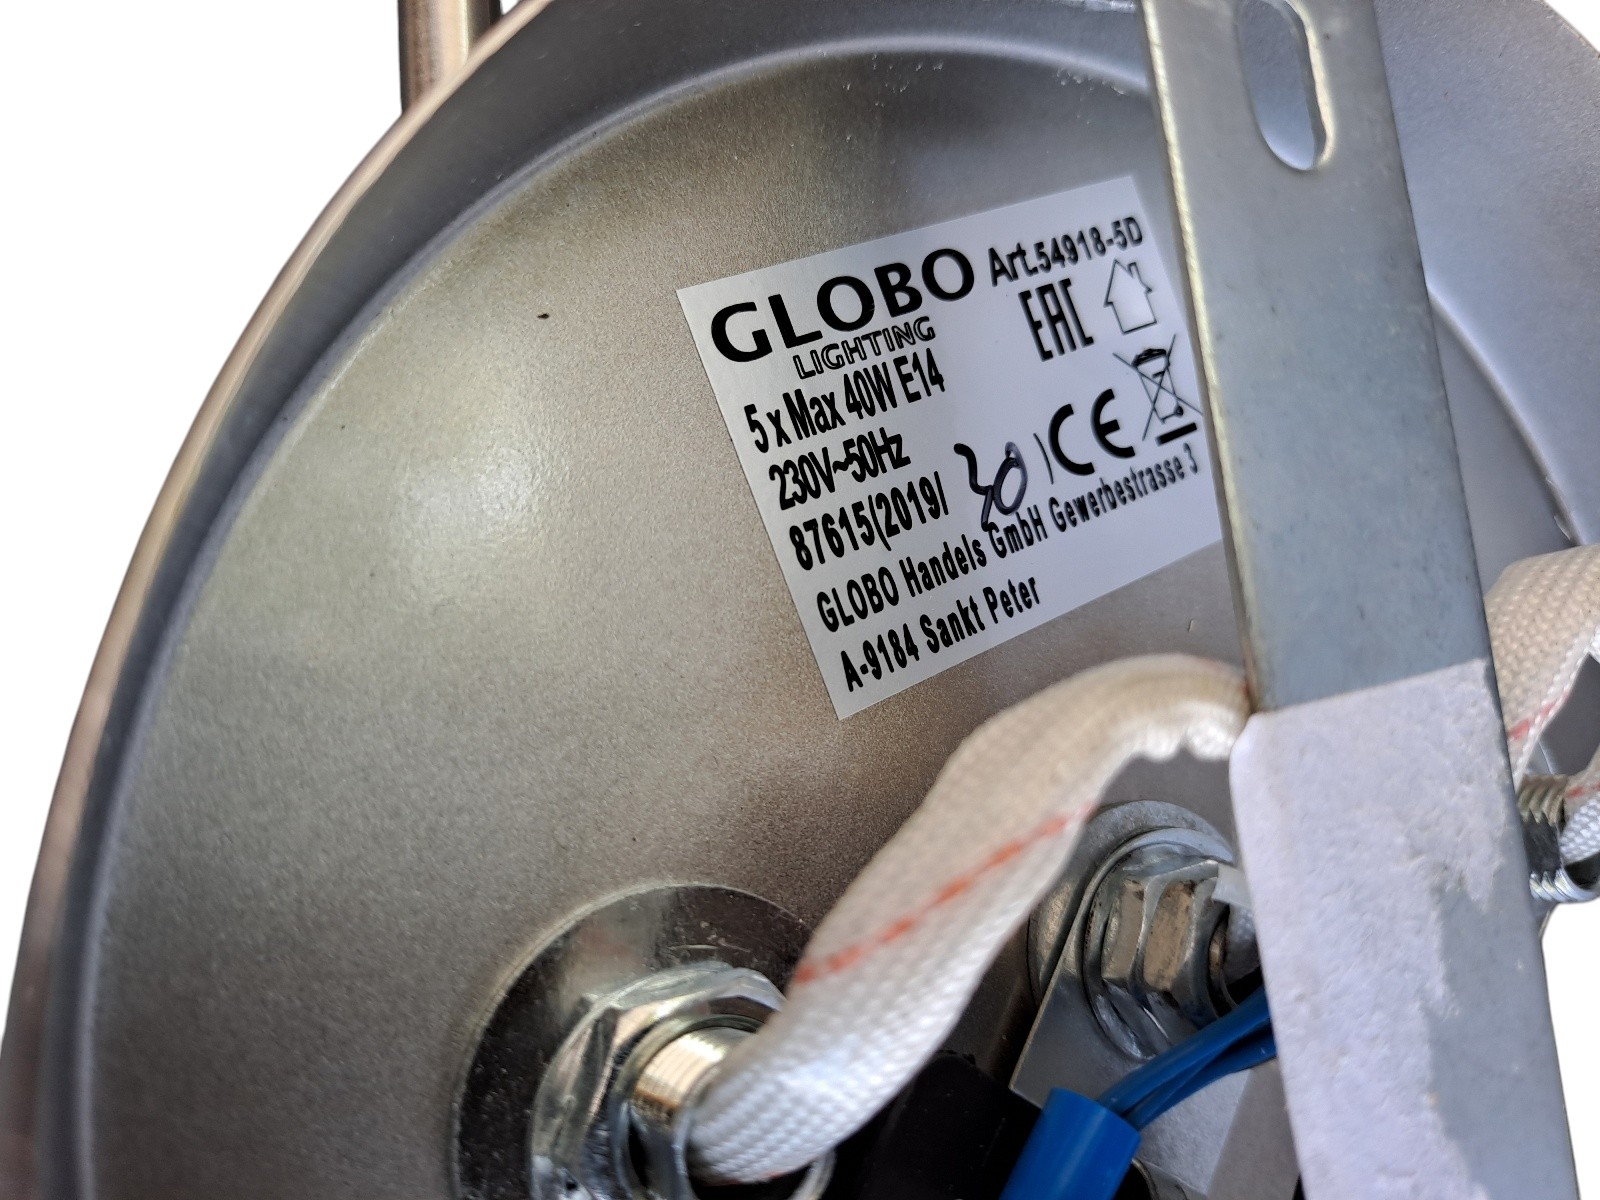 GLOBO Art.54918-5D
LIGHTING
EAC
5 x Max 40W E14
230V~50Hz
CE
87615(2019/ 30 )
GLOBO Handels GmbH Gewerbestrasse 3
A-9184 Sankt Peter